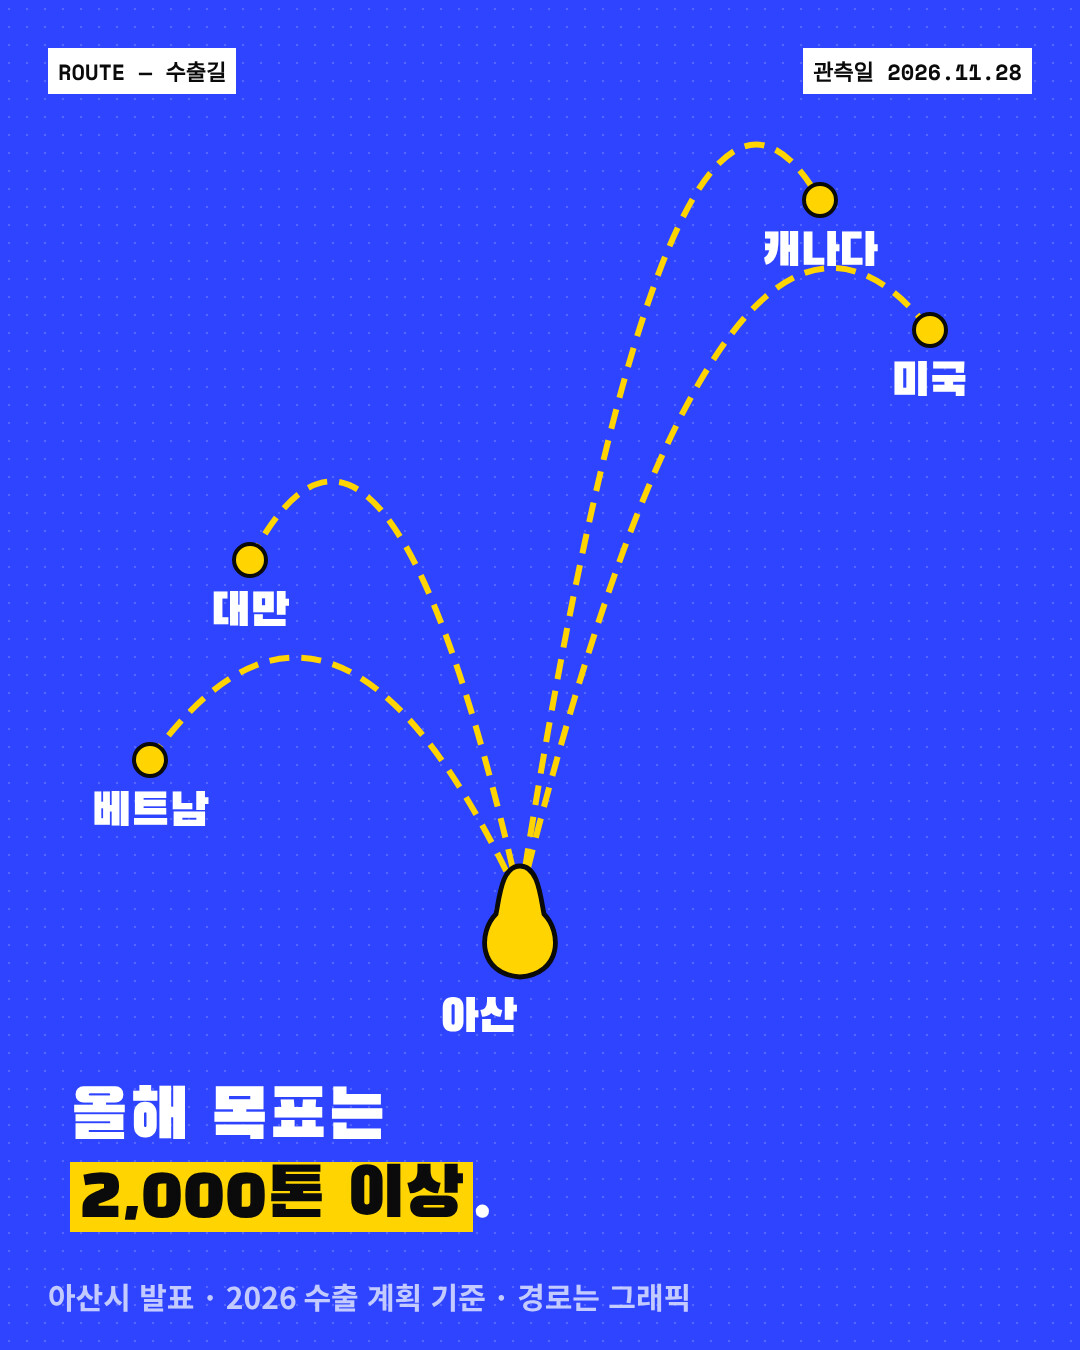 ROUTE — 수출길
관측일 2026.11.28
캐나다
미국
대만
베트남
아산
올해 목표는
2,000톤 이상.
아산시 발표 · 2026 수출 계획 기준 · 경로는 그래픽